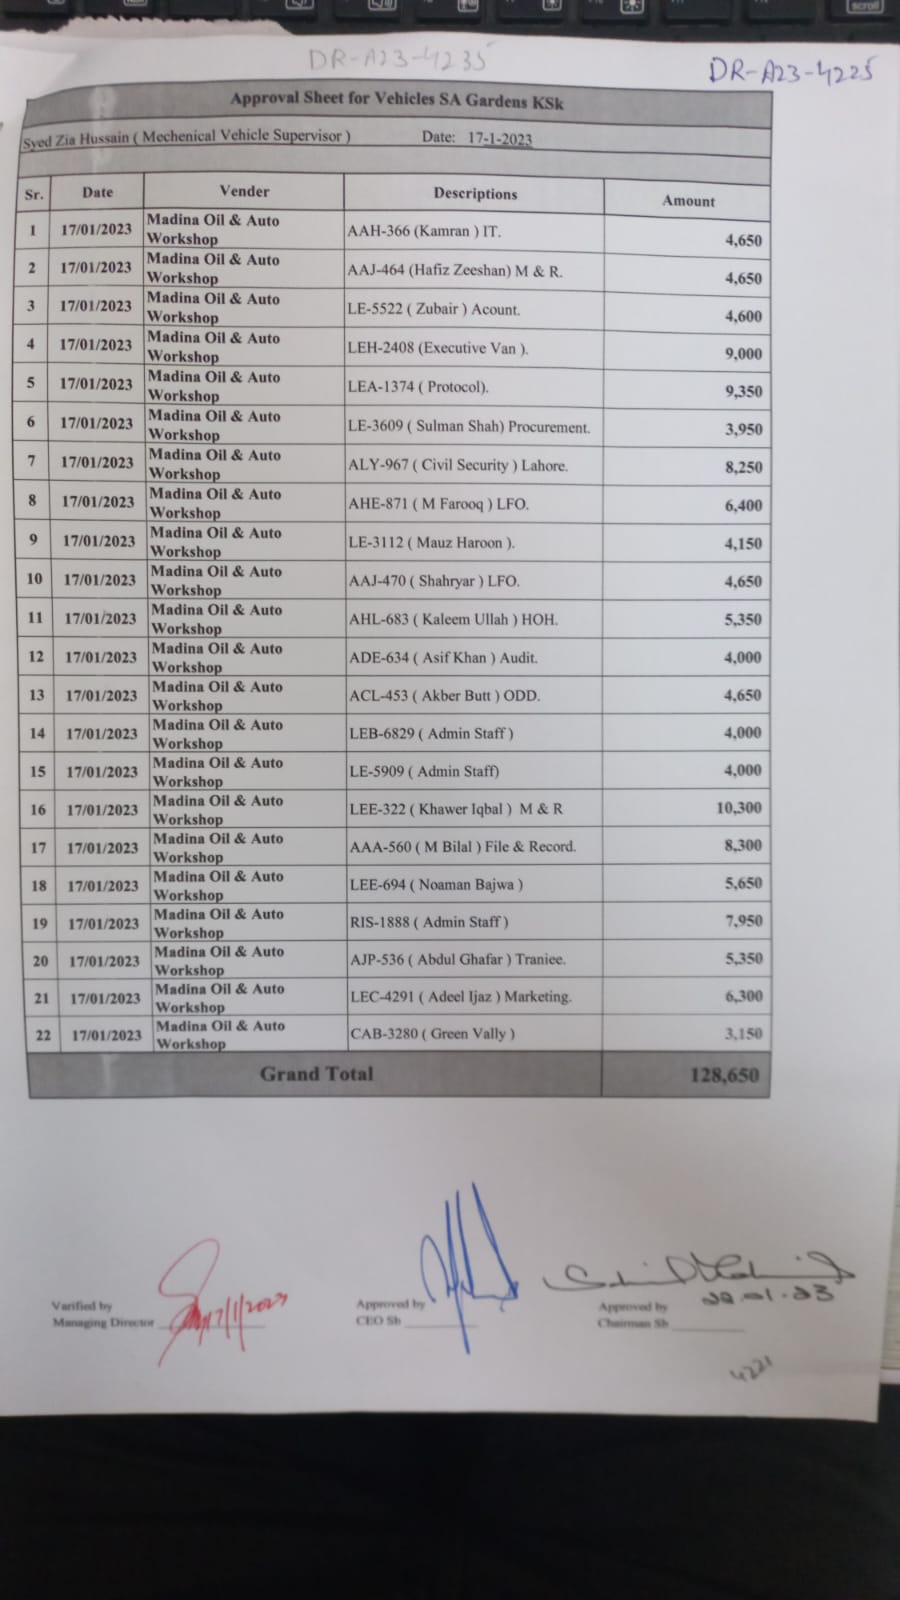 DR-A23-4235
DR-A23-4225
Approval Sheet for Vehicles SA Gardens KSk
Syed Zia Hussain ( Mechenical Vehicle Supervisor ) Date: 17-1-2023
Sr. Date Vender Descriptions Amount
1 17/01/2023 Madina Oil & Auto Workshop AAH-366 (Kamran ) IT. 4,650
2 17/01/2023 Madina Oil & Auto Workshop AAJ-464 (Hafiz Zeeshan) M & R. 4,650
3 17/01/2023 Madina Oil & Auto Workshop LE-5522 ( Zubair ) Acount. 4,600
4 17/01/2023 Madina Oil & Auto Workshop LEH-2408 (Executive Van ). 9,000
5 17/01/2023 Madina Oil & Auto Workshop LEA-1374 ( Protocol). 9,350
6 17/01/2023 Madina Oil & Auto Workshop LE-3609 ( Sulman Shah) Procurement. 3,950
7 17/01/2023 Madina Oil & Auto Workshop ALY-967 ( Civil Security ) Lahore. 8,250
8 17/01/2023 Madina Oil & Auto Workshop AHE-871 ( M Farooq ) LFO. 6,400
9 17/01/2023 Madina Oil & Auto Workshop LE-3112 ( Mauz Haroon ). 4,150
10 17/01/2023 Madina Oil & Auto Workshop AAJ-470 ( Shahryar ) LFO. 4,650
11 17/01/2023 Madina Oil & Auto Workshop AHL-683 ( Kaleem Ullah ) HOH. 5,350
12 17/01/2023 Madina Oil & Auto Workshop ADE-634 ( Asif Khan ) Audit. 4,000
13 17/01/2023 Madina Oil & Auto Workshop ACL-453 ( Akber Butt ) ODD. 4,650
14 17/01/2023 Madina Oil & Auto Workshop LEB-6829 ( Admin Staff ) 4,000
15 17/01/2023 Madina Oil & Auto Workshop LE-5909 ( Admin Staff) 4,000
16 17/01/2023 Madina Oil & Auto Workshop LEE-322 ( Khawer Iqbal ) M & R 10,300
17 17/01/2023 Madina Oil & Auto Workshop AAA-560 ( M Bilal ) File & Record. 8,300
18 17/01/2023 Madina Oil & Auto Workshop LEE-694 ( Noaman Bajwa ) 5,650
19 17/01/2023 Madina Oil & Auto Workshop RIS-1888 ( Admin Staff ) 7,950
20 17/01/2023 Madina Oil & Auto Workshop AJP-536 ( Abdul Ghafar ) Traniee. 5,350
21 17/01/2023 Madina Oil & Auto Workshop LEC-4291 ( Adeel Ijaz ) Marketing. 6,300
22 17/01/2023 Madina Oil & Auto Workshop CAB-3280 ( Green Vally ) 3,150
Grand Total 128,650
Varified by
Managing Director 17/1/2023
Approved by
CEO Sb
Approved by
Chairman Sb
4221